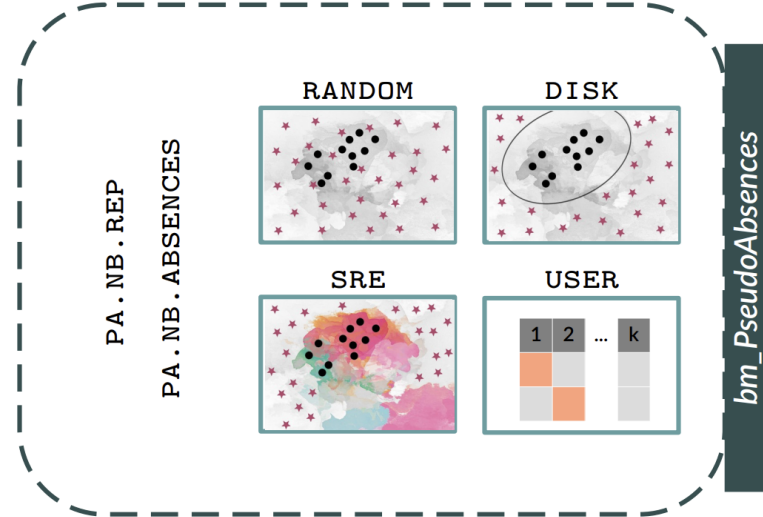 PA.NB.REP
PA.NB.ABSENCES
RANDOM
DISK
SRE
USER
1 2 ... k
bm_PseudoAbsences